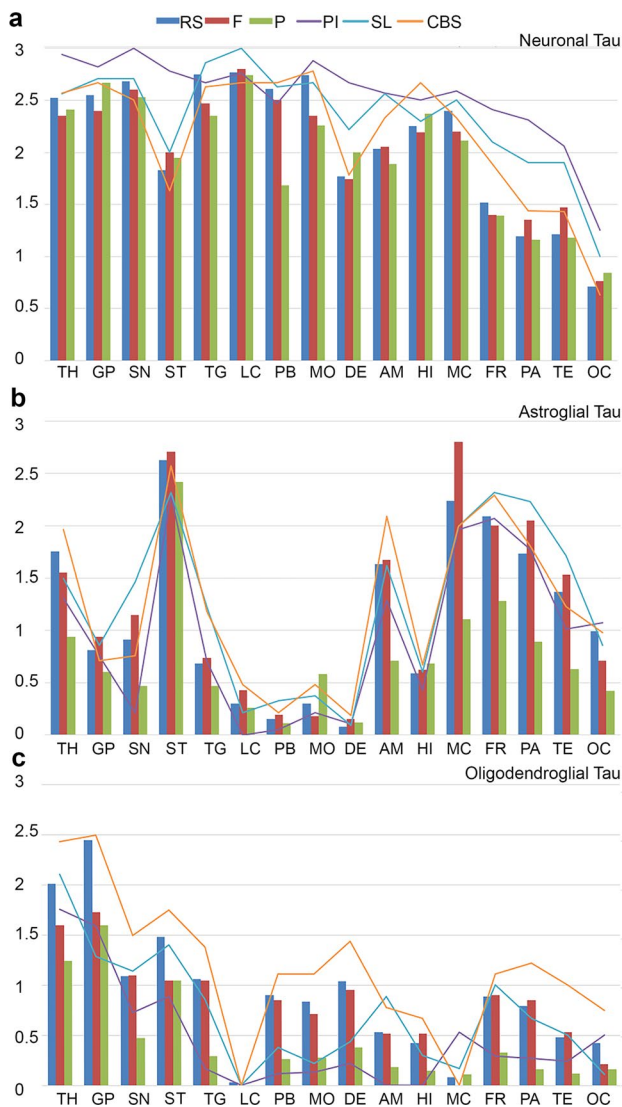 a RS F P PI SL CBS
Neuronal Tau
3
2.5
2
1.5
1
0.5
0
TH GP SN ST TG LC PB MO DE AM HI MC FR PA TE OC
b
Astroglial Tau
3
2.5
2
1.5
1
0.5
0
TH GP SN ST TG LC PB MO DE AM HI MC FR PA TE OC
c
Oligodendroglial Tau
3
2.5
2
1.5
1
0.5
0
TH GP SN ST TG LC PB MO DE AM HI MC FR PA TE OC